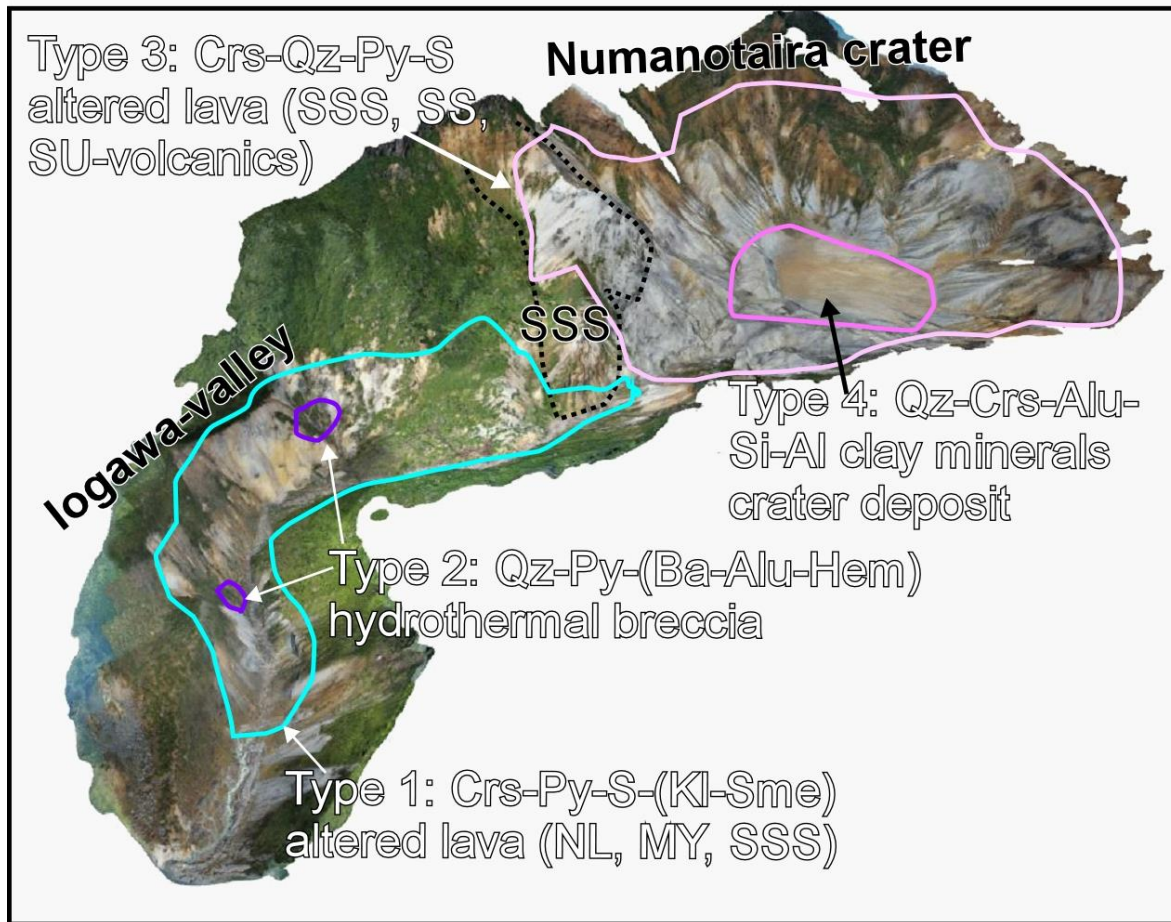 Type 3: Crs-Qz-Py-S
altered lava (SSS, SS,
SU-volcanics)
Numanotaira crater
SSS
Iogawa-valley
Type 4: Qz-Crs-Alu-
Si-Al clay minerals
crater deposit
Type 2: Qz-Py-(Ba-Alu-Hem)
hydrothermal breccia
Type 1: Crs-Py-S-(Kl-Sme)
altered lava (NL, MY, SSS)